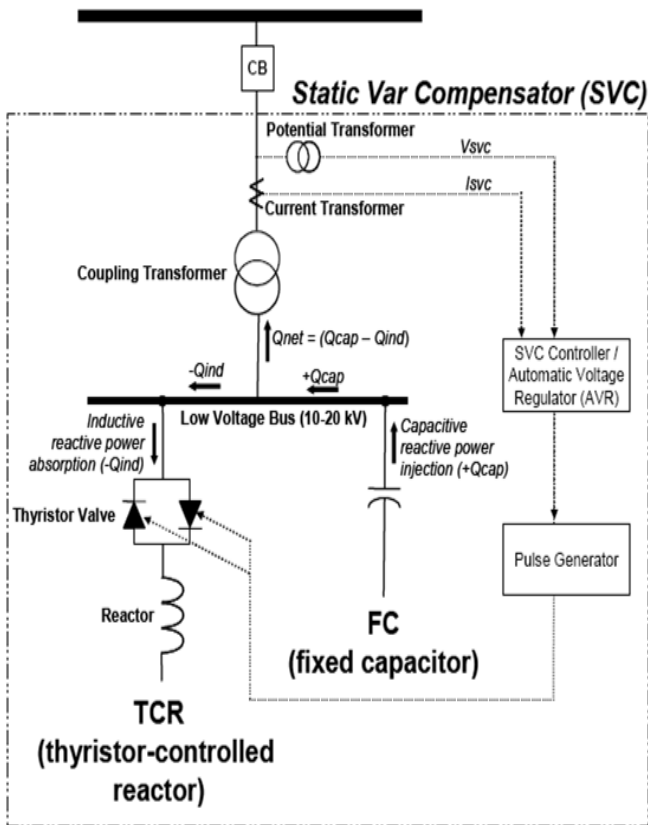 CB
Static Var Compensator (SVC)
Potential Transformer
Vsvc
Isvc
Current Transformer
Coupling Transformer
Qnet = (Qcap – Qind)
SVC Controller /
Automatic Voltage
Regulator (AVR)
-Qind
+Qcap
Low Voltage Bus (10-20 kV)
Inductive
reactive power
absorption (-Qind)
Capacitive
reactive power
injection (+Qcap)
Thyristor Valve
Pulse Generator
Reactor
FC
(fixed capacitor)
TCR
(thyristor-controlled
reactor)